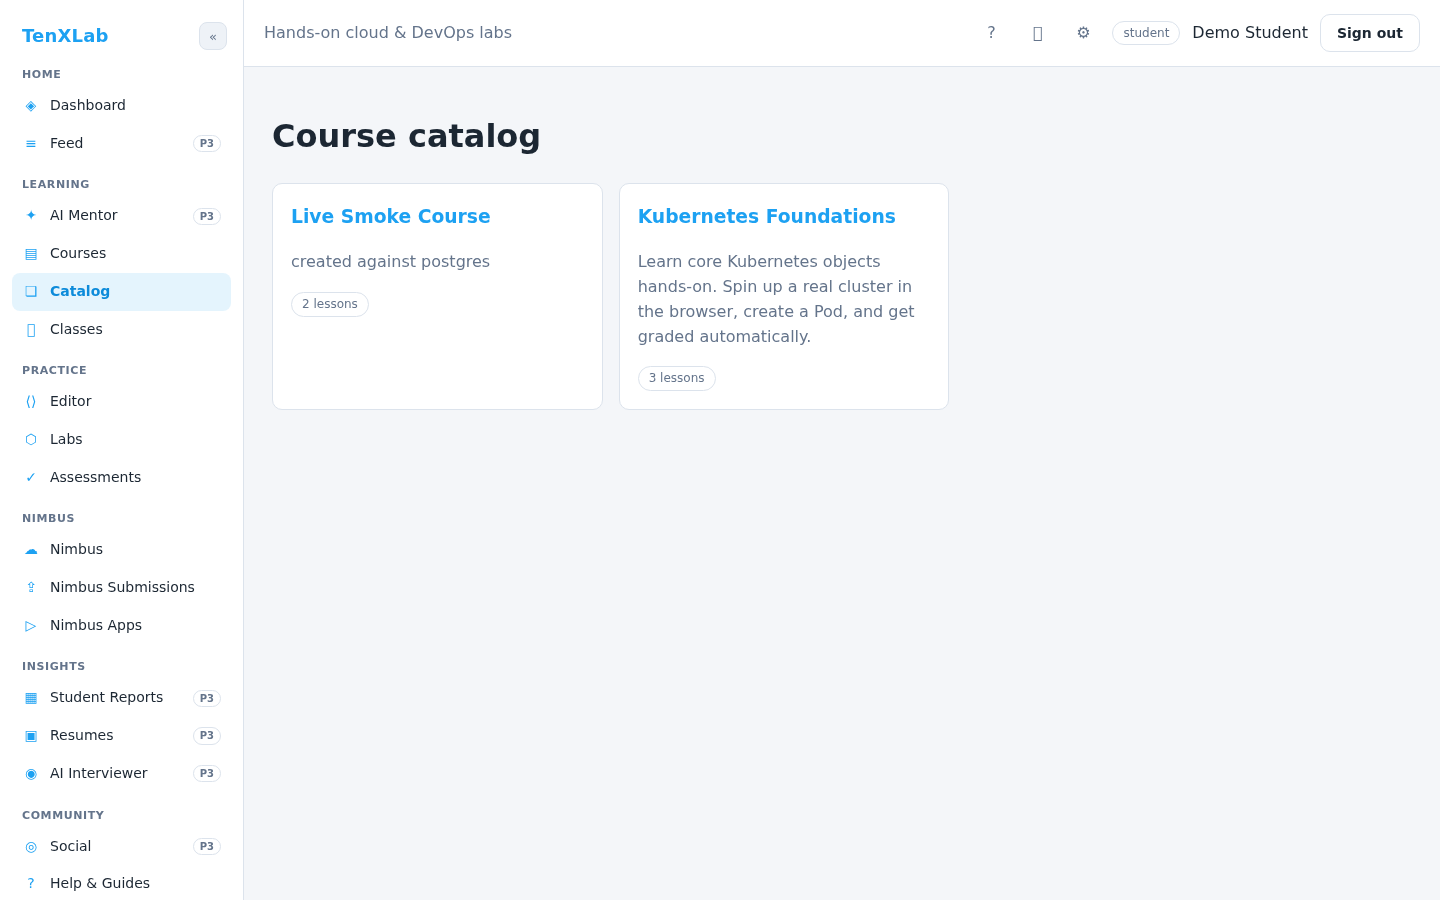 TenXLab
«
Hands-on cloud & DevOps labs
?
student
Demo Student
Sign out
HOME
Dashboard
Feed
P3
LEARNING
AI Mentor
P3
Courses
Catalog
Classes
PRACTICE
Editor
Labs
Assessments
NIMBUS
Nimbus
Nimbus Submissions
Nimbus Apps
INSIGHTS
Student Reports
P3
Resumes
P3
AI Interviewer
P3
COMMUNITY
Social
P3
? Help & Guides
Course catalog
Live Smoke Course
created against postgres
2 lessons
Kubernetes Foundations
Learn core Kubernetes objects
hands-on. Spin up a real cluster in
the browser, create a Pod, and get
graded automatically.
3 lessons